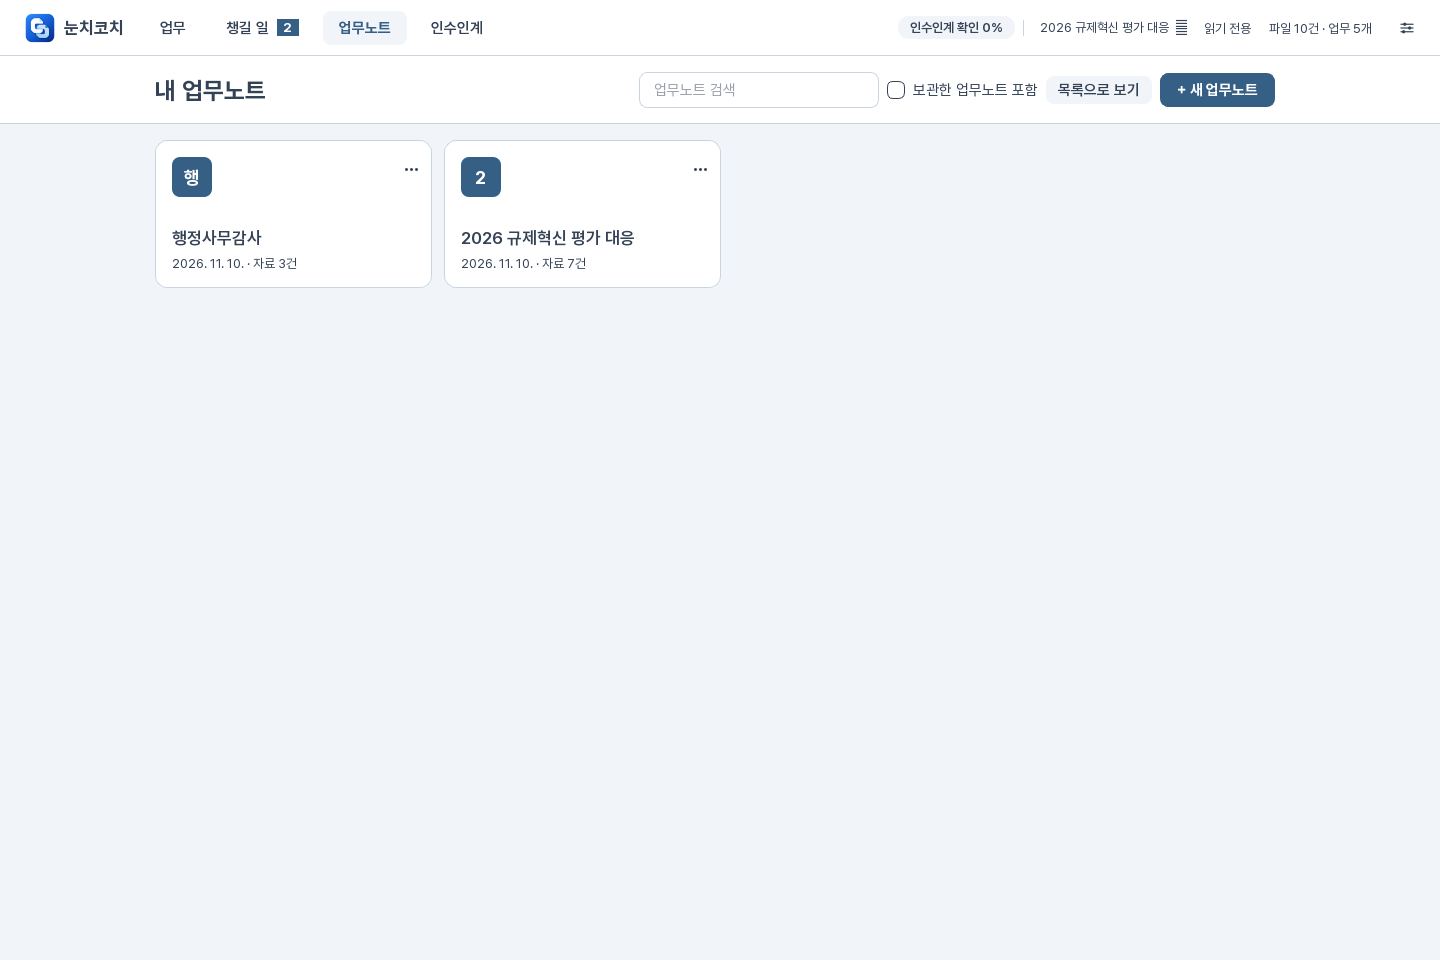 눈치코치 업무 챙길 일 2 업무노트 인수인계 인수인계 확인 0% 2026 규제혁신 평가 대응 읽기 전용 파일 10건 · 업무 5개
내 업무노트 업무노트 검색 보관한 업무노트 포함 목록으로 보기 + 새 업무노트
행 ···
행정사무감사
2026. 11. 10. · 자료 3건
2 ···
2026 규제혁신 평가 대응
2026. 11. 10. · 자료 7건